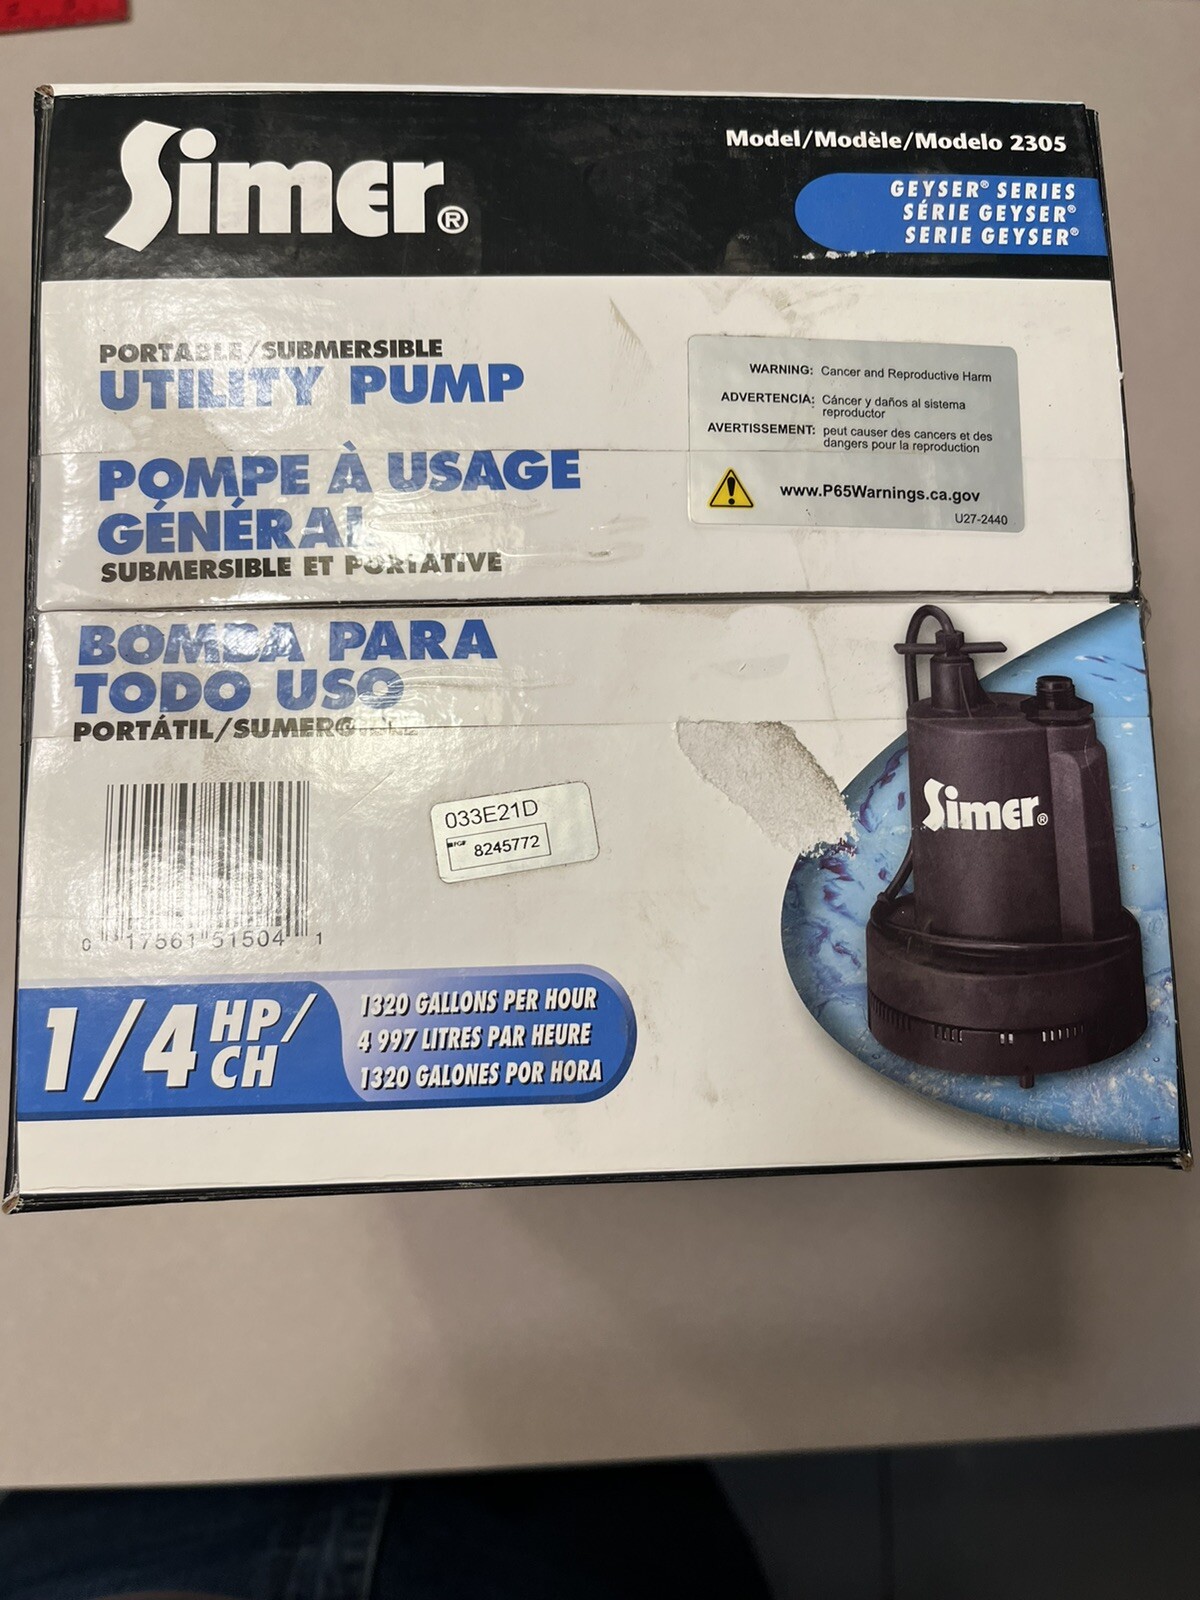 Simer®
Model/Modèle/Modelo 2305
GEYSER® SERIES
SÉRIE GEYSER®
SERIE GEYSER®
PORTABLE/SUBMERSIBLE
UTILITY PUMP
POMPE À USAGE
GÉNÉRAL
SUBMERSIBLE ET PORTATIVE
WARNING: Cancer and Reproductive Harm
ADVERTENCIA: Cáncer y daños al sistema
reproductor
AVERTISSEMENT: peut causer des cancers et des
dangers pour la reproduction
www.P65Warnings.ca.gov
U27-2440
BOMBA PARA
TODO USO
PORTÁTIL/SUMERGIBLE
Simer®
033E21D
8245772
0 17561 51504 1
1/4 HP/
CH
1320 GALLONS PER HOUR
4 997 LITRES PAR HEURE
1320 GALONES POR HORA